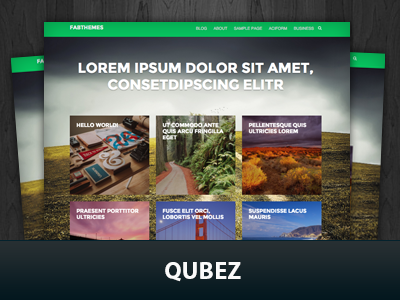 FABTHEMES
BLOG ABOUT SAMPLE PAGE AOIFORM BUSINESS
LOREM IPSUM DOLOR SIT AMET,
CONSETDIPSCING ELITR
HELLO WORLD!
UT COMMODO ANTE
QUIS ARCU FRINGILLA
EGET
PELLENTESQUE QUIS
ULTRICIES LOREM
PRAESENT PORTTITOR
ULTRICIES
FUSCE ELIT ORCI,
LOBORTIS VEL MOLLIS
SUSPENDISSE LACUS
MAURIS
QUBEZ